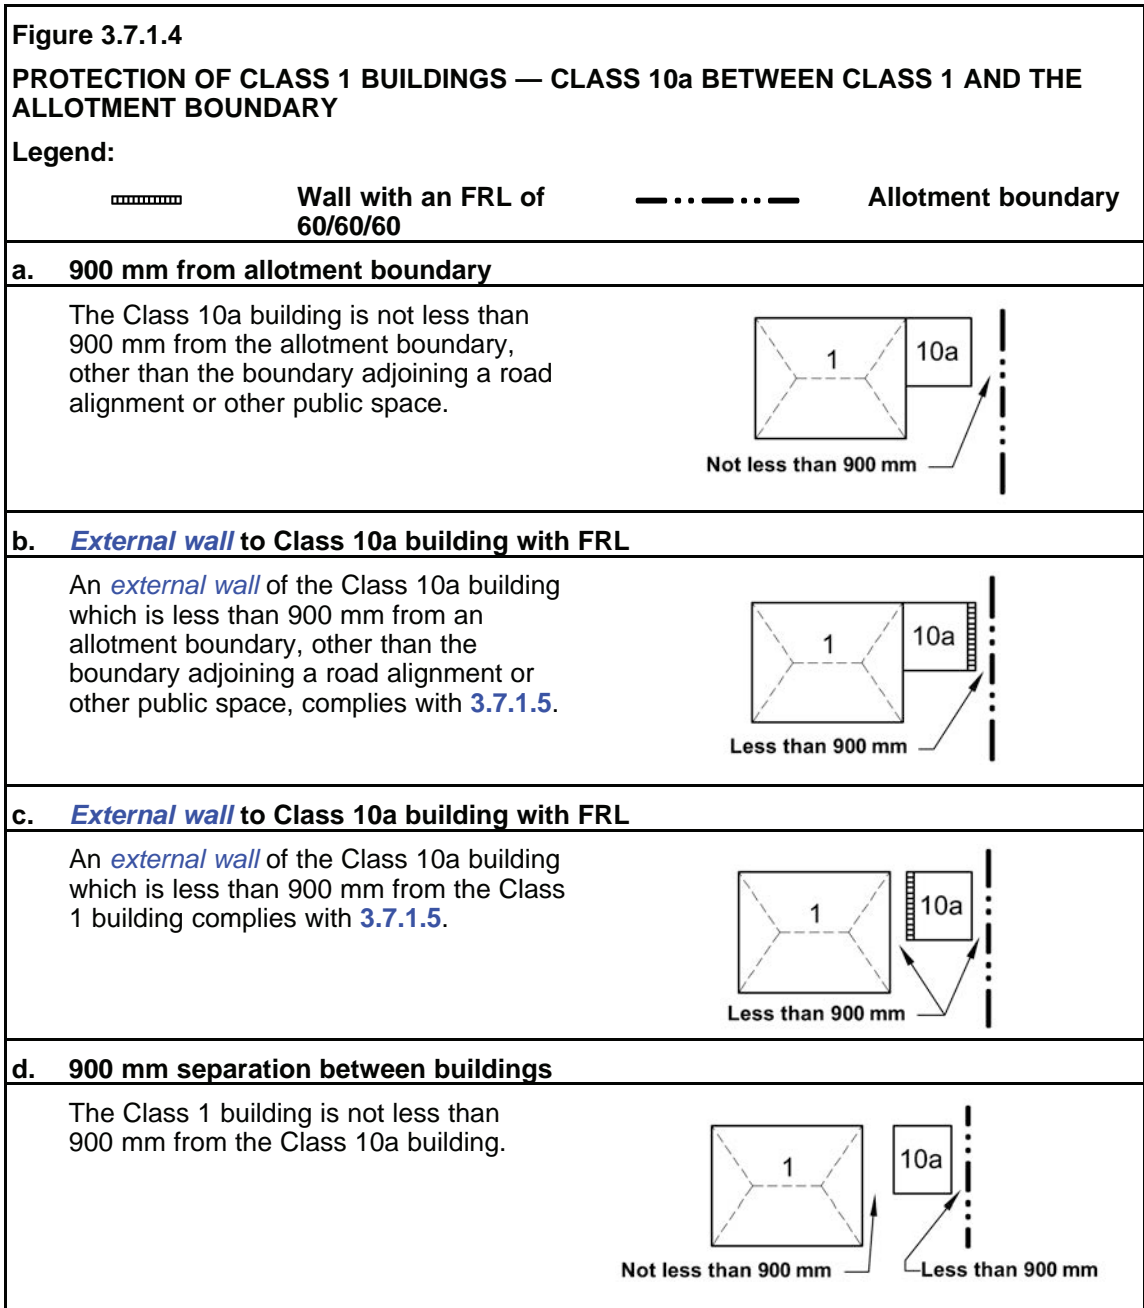 Figure 3.7.1.4
PROTECTION OF CLASS 1 BUILDINGS — CLASS 10a BETWEEN CLASS 1 AND THE
ALLOTMENT BOUNDARY
Legend:
Wall with an FRL of
60/60/60
Allotment boundary
a. 900 mm from allotment boundary
The Class 10a building is not less than
900 mm from the allotment boundary,
other than the boundary adjoining a road
alignment or other public space.
1
10a
Not less than 900 mm
b. External wall to Class 10a building with FRL
An external wall of the Class 10a building
which is less than 900 mm from an
allotment boundary, other than the
boundary adjoining a road alignment or
other public space, complies with 3.7.1.5.
1
10a
Less than 900 mm
c. External wall to Class 10a building with FRL
An external wall of the Class 10a building
which is less than 900 mm from the Class
1 building complies with 3.7.1.5.
1
10a
Less than 900 mm
d. 900 mm separation between buildings
The Class 1 building is not less than
900 mm from the Class 10a building.
1
10a
Not less than 900 mm
Less than 900 mm